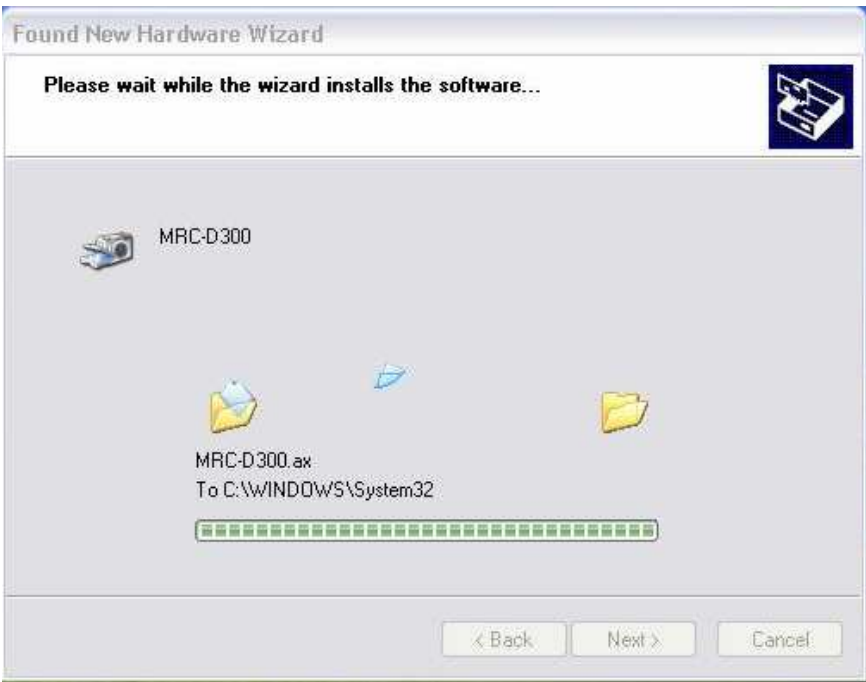 Found New Hardware Wizard
Please wait while the wizard installs the software...
MRC-D300
MRC-D300.ax
To C:\WINDOWS\System32
< Back
Next >
Cancel